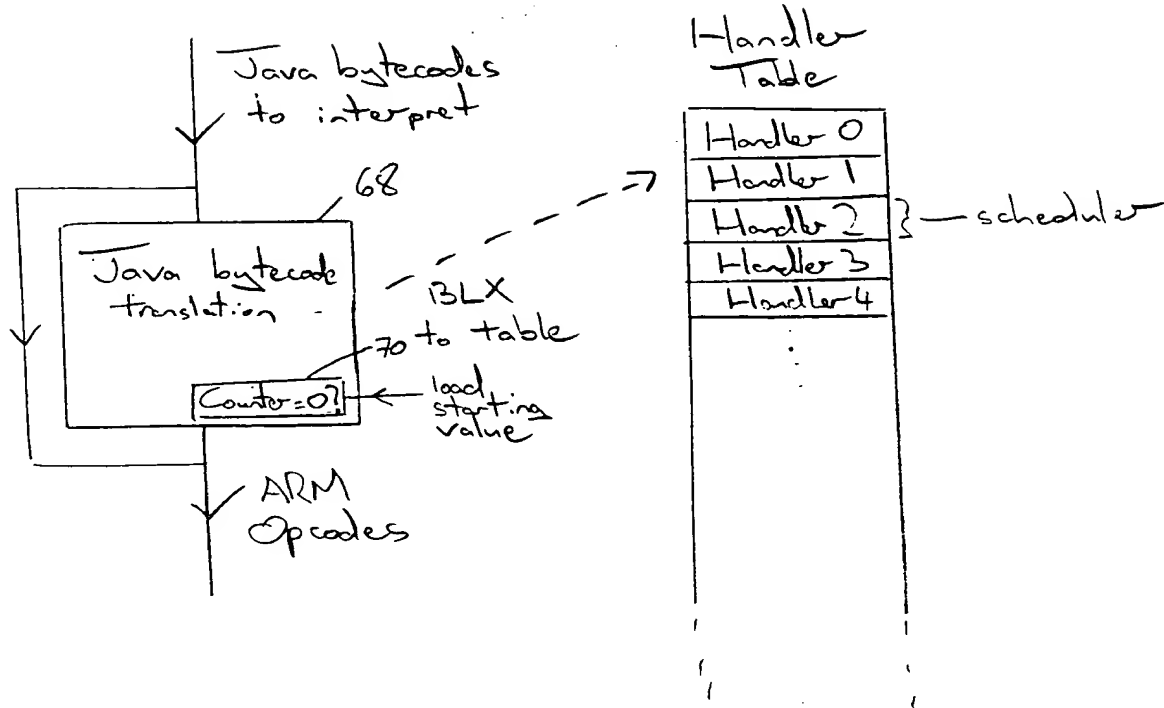 Java bytecodes
to interpret
68
Java bytecode
translation
BLX
to table
70
Counter=0?
load
starting
value
ARM
Opcodes
Handler
Table
Handler 0
Handler 1
Handler 2
scheduler
Handler 3
Handler 4